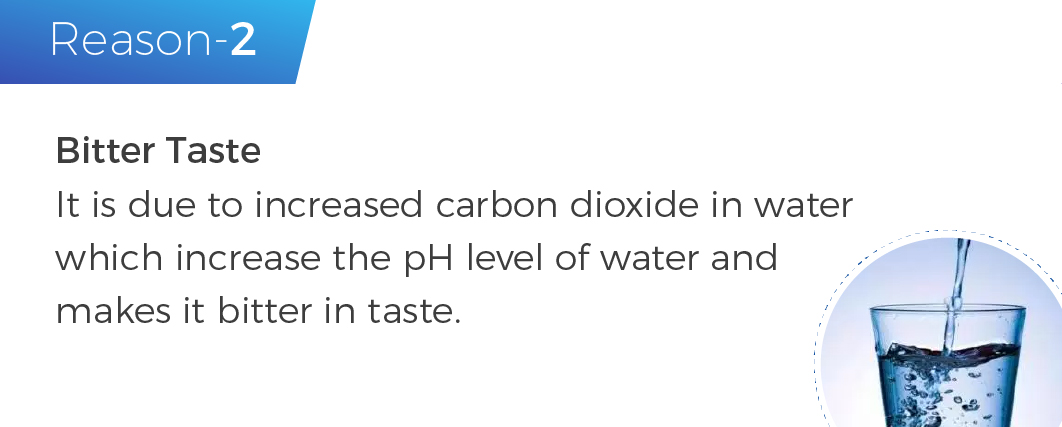 Reason-2
Bitter Taste
It is due to increased carbon dioxide in water
which increase the pH level of water and
makes it bitter in taste.